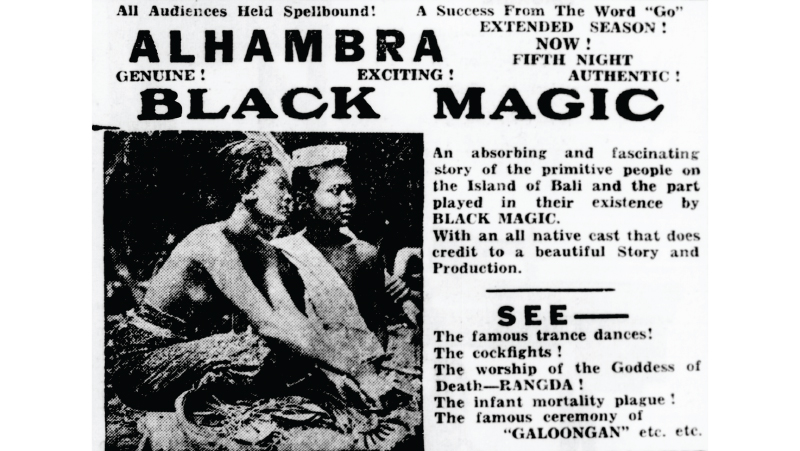 All Audiences Held Spellbound! A Success From The Word "Go"
EXTENDED SEASON!
ALHAMBRA NOW!
FIFTH NIGHT
GENUINE! EXCITING! AUTHENTIC!
BLACK MAGIC
An absorbing and fascinating
story of the primitive people on
the Island of Bali and the part
played in their existence by
BLACK MAGIC.
With an all native cast that does
credit to a beautiful Story and
Production.
SEE—
The famous trance dances!
The cockfights!
The worship of the Goddess of
Death—RANGDA!
The infant mortality plague!
The famous ceremony of
"GALOONGAN" etc. etc.